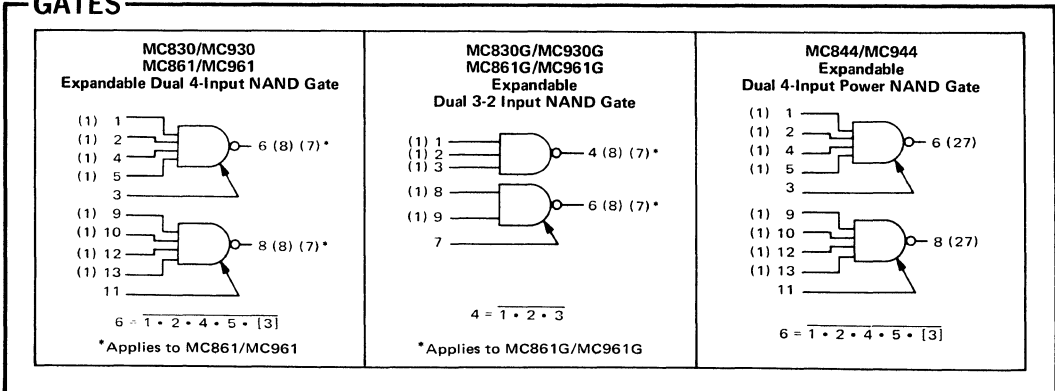 GATES
MC830/MC930
MC861/MC961
Expandable Dual 4-Input NAND Gate
(1) 1
(1) 2
(1) 4
(1) 5
3
6 (8) (7)*
(1) 9
(1) 10
(1) 12
(1) 13
11
8 (8) (7)*
6 = 1 • 2 • 4 • 5 • [3]
*Applies to MC861/MC961
MC830G/MC930G
MC861G/MC961G
Expandable
Dual 3-2 Input NAND Gate
(1) 1
(1) 2
(1) 3
4 (8) (7)*
(1) 8
(1) 9
7
6 (8) (7)*
4 = 1 • 2 • 3
*Applies to MC861G/MC961G
MC844/MC944
Expandable
Dual 4-Input Power NAND Gate
(1) 1
(1) 2
(1) 4
(1) 5
3
6 (27)
(1) 9
(1) 10
(1) 12
(1) 13
11
8 (27)
6 = 1 • 2 • 4 • 5 • [3]